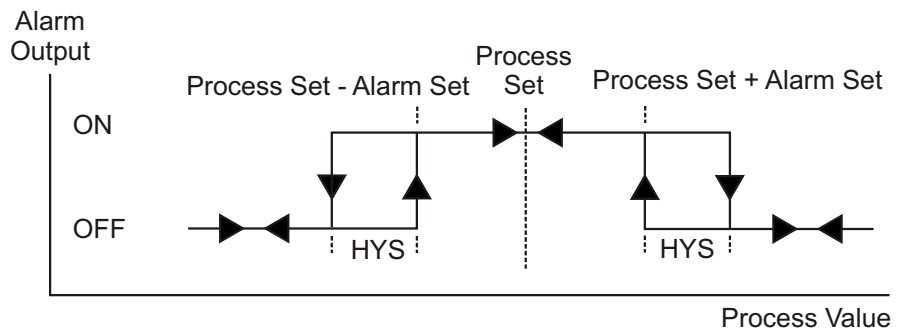 Alarm
Output
Process
Set
Process Set - Alarm Set
Process Set + Alarm Set
ON
OFF
HYS
HYS
Process Value